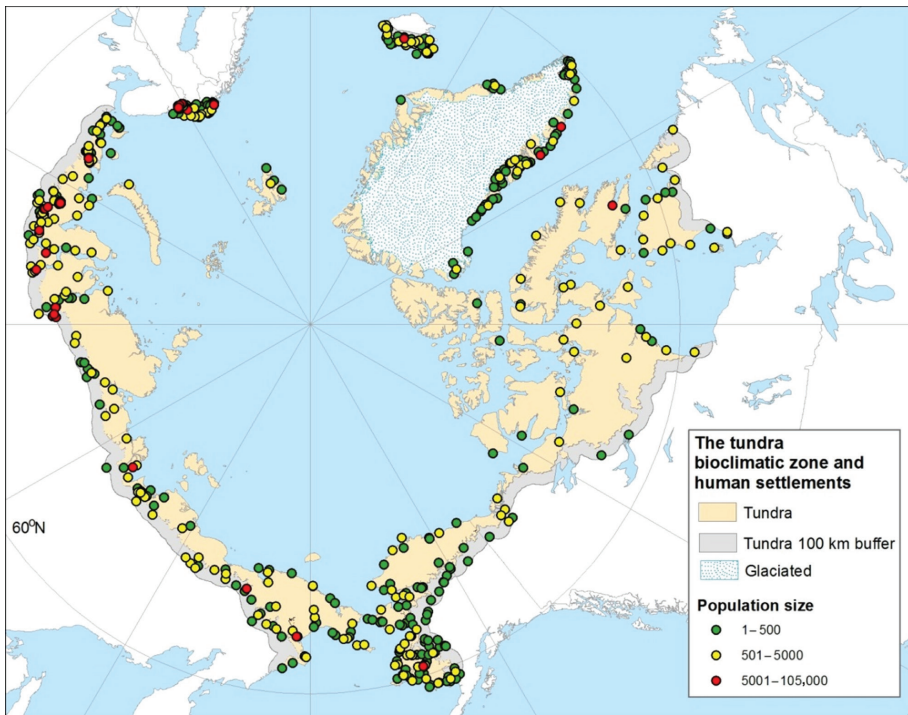 60°N
The tundra
bioclimatic zone and
human settlements
Tundra
Tundra 100 km buffer
Glaciated
Population size
1–500
501–5000
5001–105,000